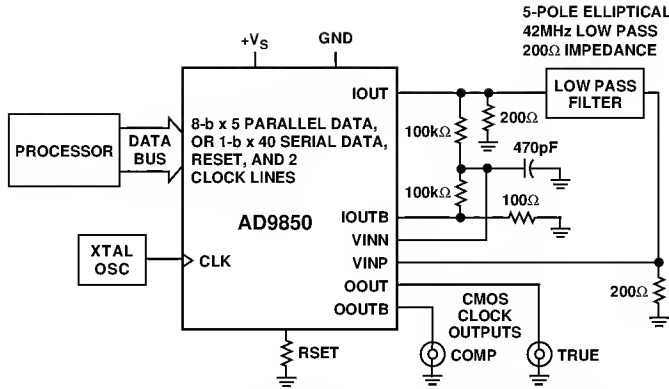 5-POLE ELLIPTICAL
42MHz LOW PASS
200Ω IMPEDANCE
+VS
GND
IOUT
LOW PASS
FILTER
PROCESSOR
DATA
BUS
8-b x 5 PARALLEL DATA,
OR 1-b x 40 SERIAL DATA,
RESET, AND 2
CLOCK LINES
100kΩ
200Ω
470pF
100kΩ
100Ω
AD9850
IOUTB
VINN
XTAL
OSC
CLK
VINP
OOUT
OOUTB
CMOS
CLOCK
OUTPUTS
200Ω
RSET
COMP
TRUE